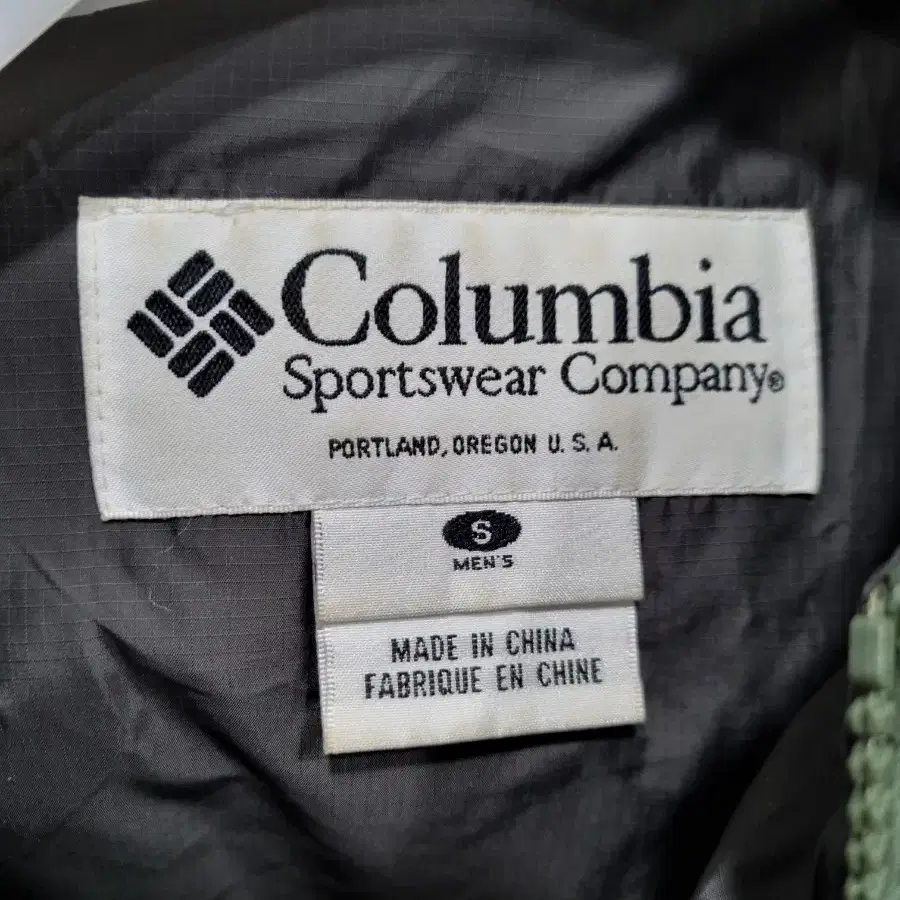 Columbia
Sportswear Company®
PORTLAND, OREGON U. S. A.
S
MEN'S
MADE IN CHINA
FABRIQUE EN CHINE